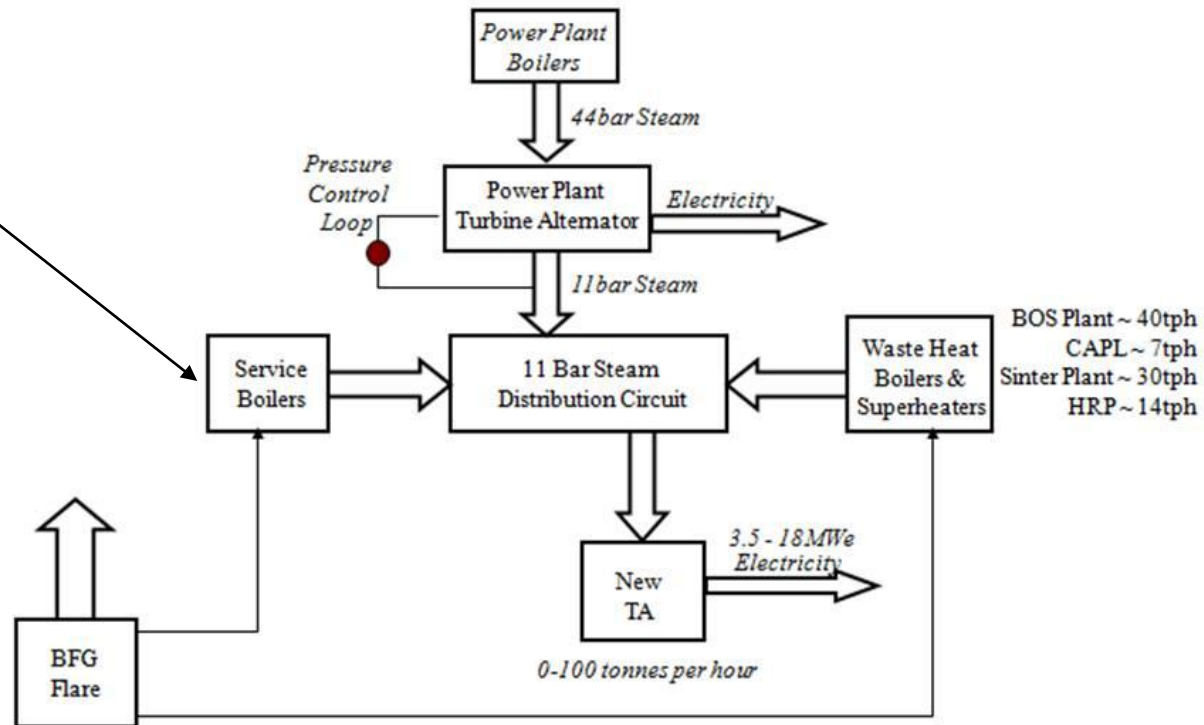 Power Plant
Boilers
44bar Steam
Pressure
Control
Loop
Power Plant
Turbine Alternator
Electricity
11bar Steam
Service
Boilers
11 Bar Steam
Distribution Circuit
Waste Heat
Boilers &
Superheaters
BOS Plant ~ 40tph
CAPL ~ 7tph
Sinter Plant ~ 30tph
HRP ~ 14tph
New
TA
3.5 - 18MWe
Electricity
0-100 tonnes per hour
BFG
Flare